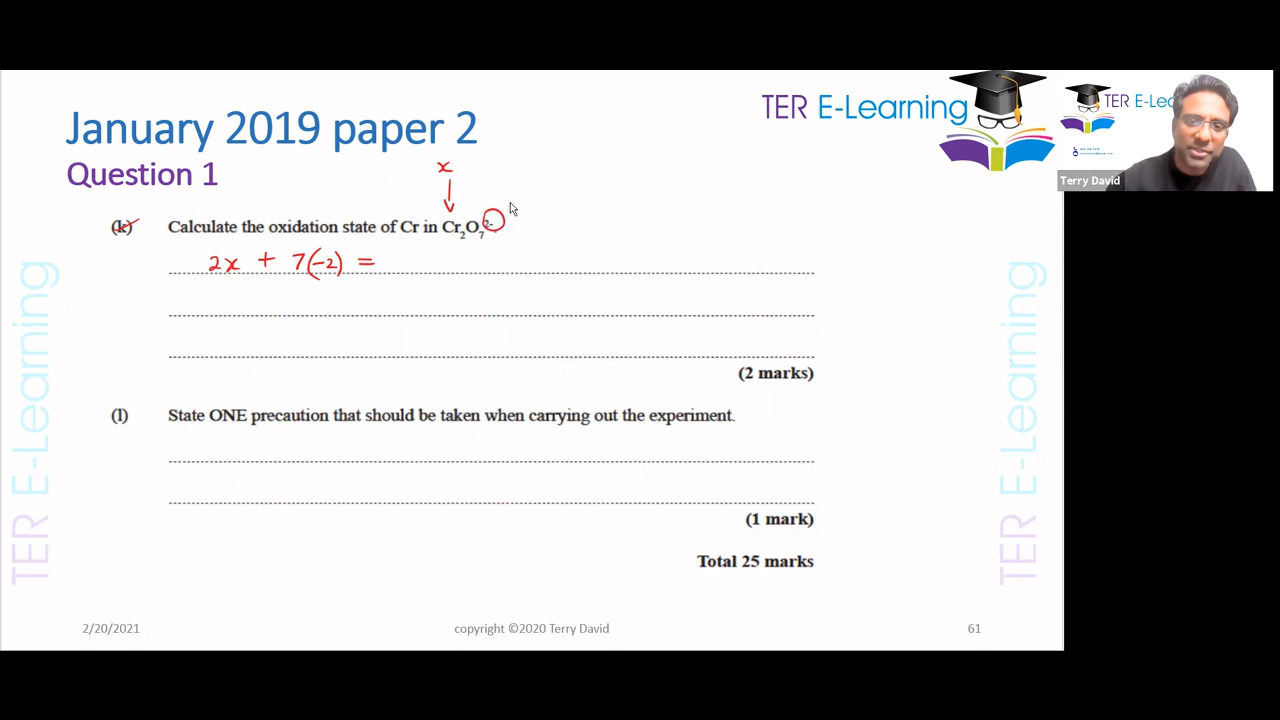 TER E-Learning
TER E-Lea
Terry David
January 2019 paper 2
Question 1
x
(k) Calculate the oxidation state of Cr in Cr₂O₇²⁻.
2x + 7(-2) =
(2 marks)
(l) State ONE precaution that should be taken when carrying out the experiment.
(1 mark)
Total 25 marks
TER E-Learning
TER E-Learning
2/20/2021
copyright ©2020 Terry David
61